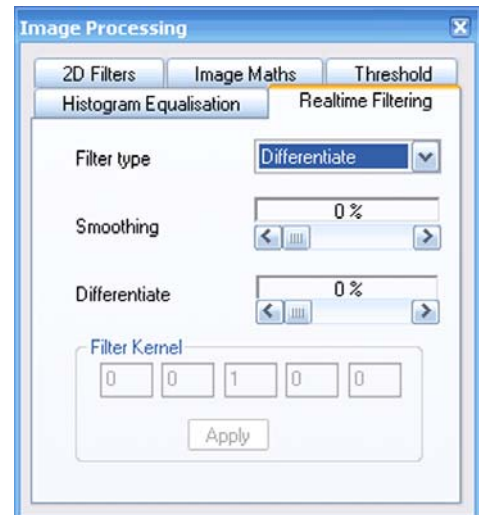 Image Processing
2D Filters Image Maths Threshold
Histogram Equalisation Realtime Filtering
Filter type Differentiate
0 %
Smoothing
0 %
Differentiate
Filter Kernel
0 0 1 0 0
Apply